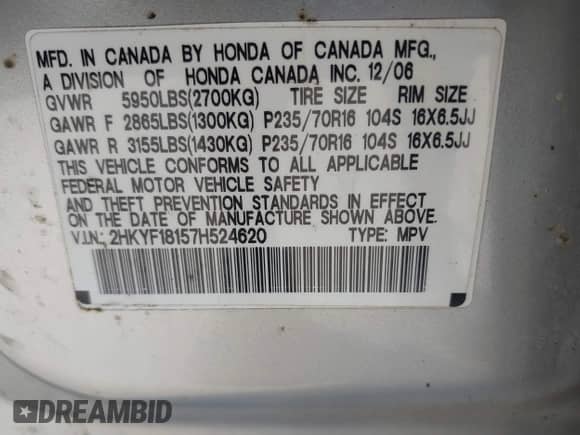 MFD. IN CANADA BY HONDA OF CANADA MFG.,
A DIVISION OF HONDA CANADA INC. 12/06
GVWR 5950LBS(2700KG) TIRE SIZE RIM SIZE
GAWR F 2865LBS(1300KG) P235/70R16 104S 16X6.5JJ
GAWR R 3155LBS(1430KG) P235/70R16 104S 16X6.5JJ
THIS VEHICLE CONFORMS TO ALL APPLICABLE
FEDERAL MOTOR VEHICLE SAFETY
AND THEFT PREVENTION STANDARDS IN EFFECT
ON THE DATE OF MANUFACTURE SHOWN ABOVE.
V.I.N.: 2HKYF18157H524620 TYPE: MPV
DREAMBID